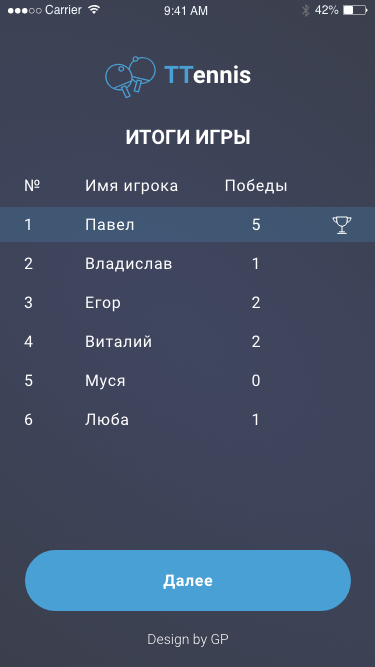 Carrier 9:41 AM 42%
TTennis
ИТОГИ ИГРЫ
№ Имя игрока Победы
1 Павел 5
2 Владислав 1
3 Егор 2
4 Виталий 2
5 Муся 0
6 Люба 1
Далее
Design by GP